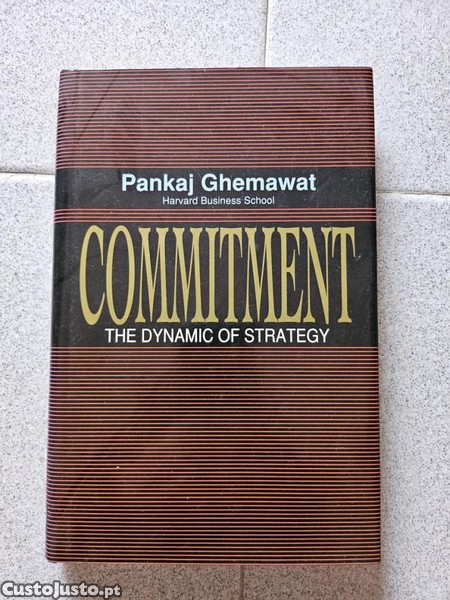 Pankaj Ghemawat
Harvard Business School
COMMITMENT
THE DYNAMIC OF STRATEGY
CustoJusto.pt